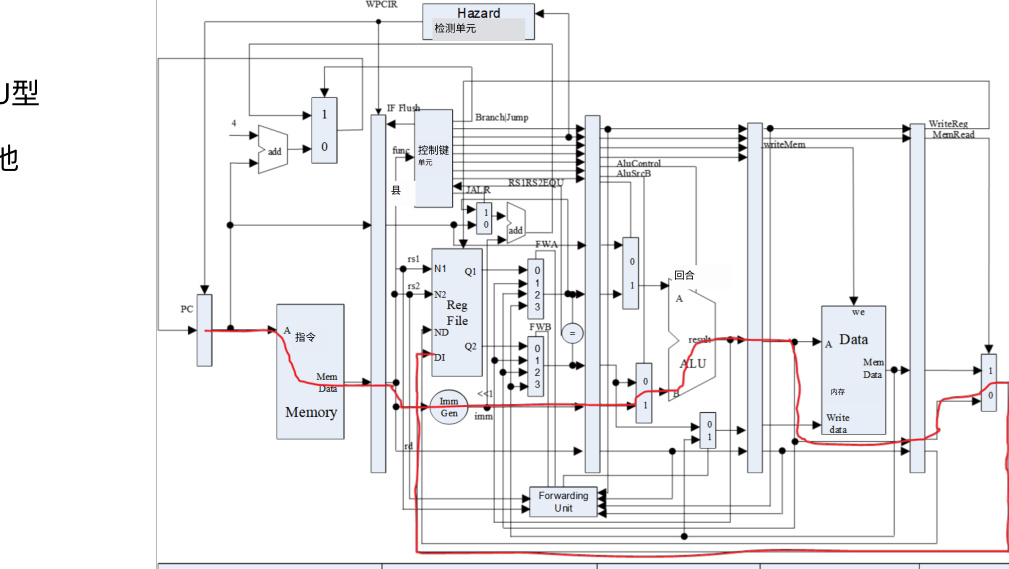 U型
他
WPCIR
Hazard
检测单元
IF Flush
Branch|Jump
WriteReg
MemRead
4
1
0
add
控制键
单元
func
writeMem
AluControl
AluSrcB
RS1RS2EQU
县
JALR
1
0
add
FWA
rs1
N1
Q1
0
1
2
3
0
1
回合
A
rs2
N2
PC
Reg
File
we
A
指令
ND
FWB
=
result
A
Data
DI
Q2
0
1
2
3
ALU
Mem
Data
1
0
Mem
Data
Memory
Imm
Gen
<<1
imm
0
1
B
内存
Write
data
0
1
rd
Forwarding
Unit